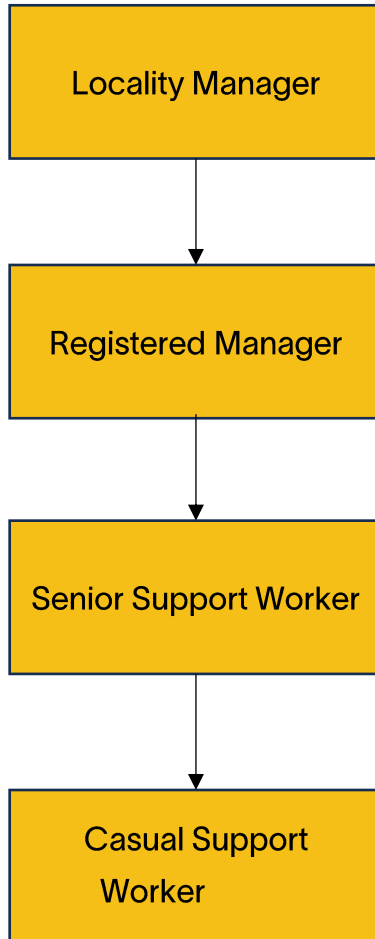 Locality Manager
Registered Manager
Senior Support Worker
Casual Support
Worker